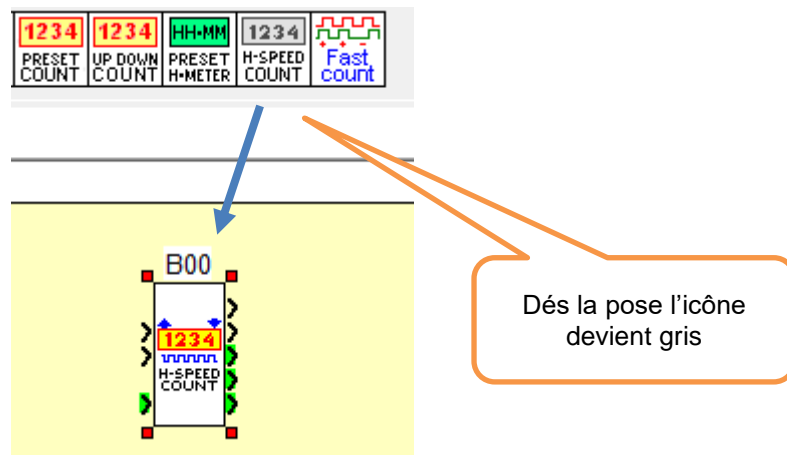 1234 1234 HH-MM 1234
PRESET UP DOWN PRESET H-SPEED Fast
COUNT COUNT H-METER COUNT count
B00
1234
H-SPEED
COUNT
Dés la pose l’icône
devient gris